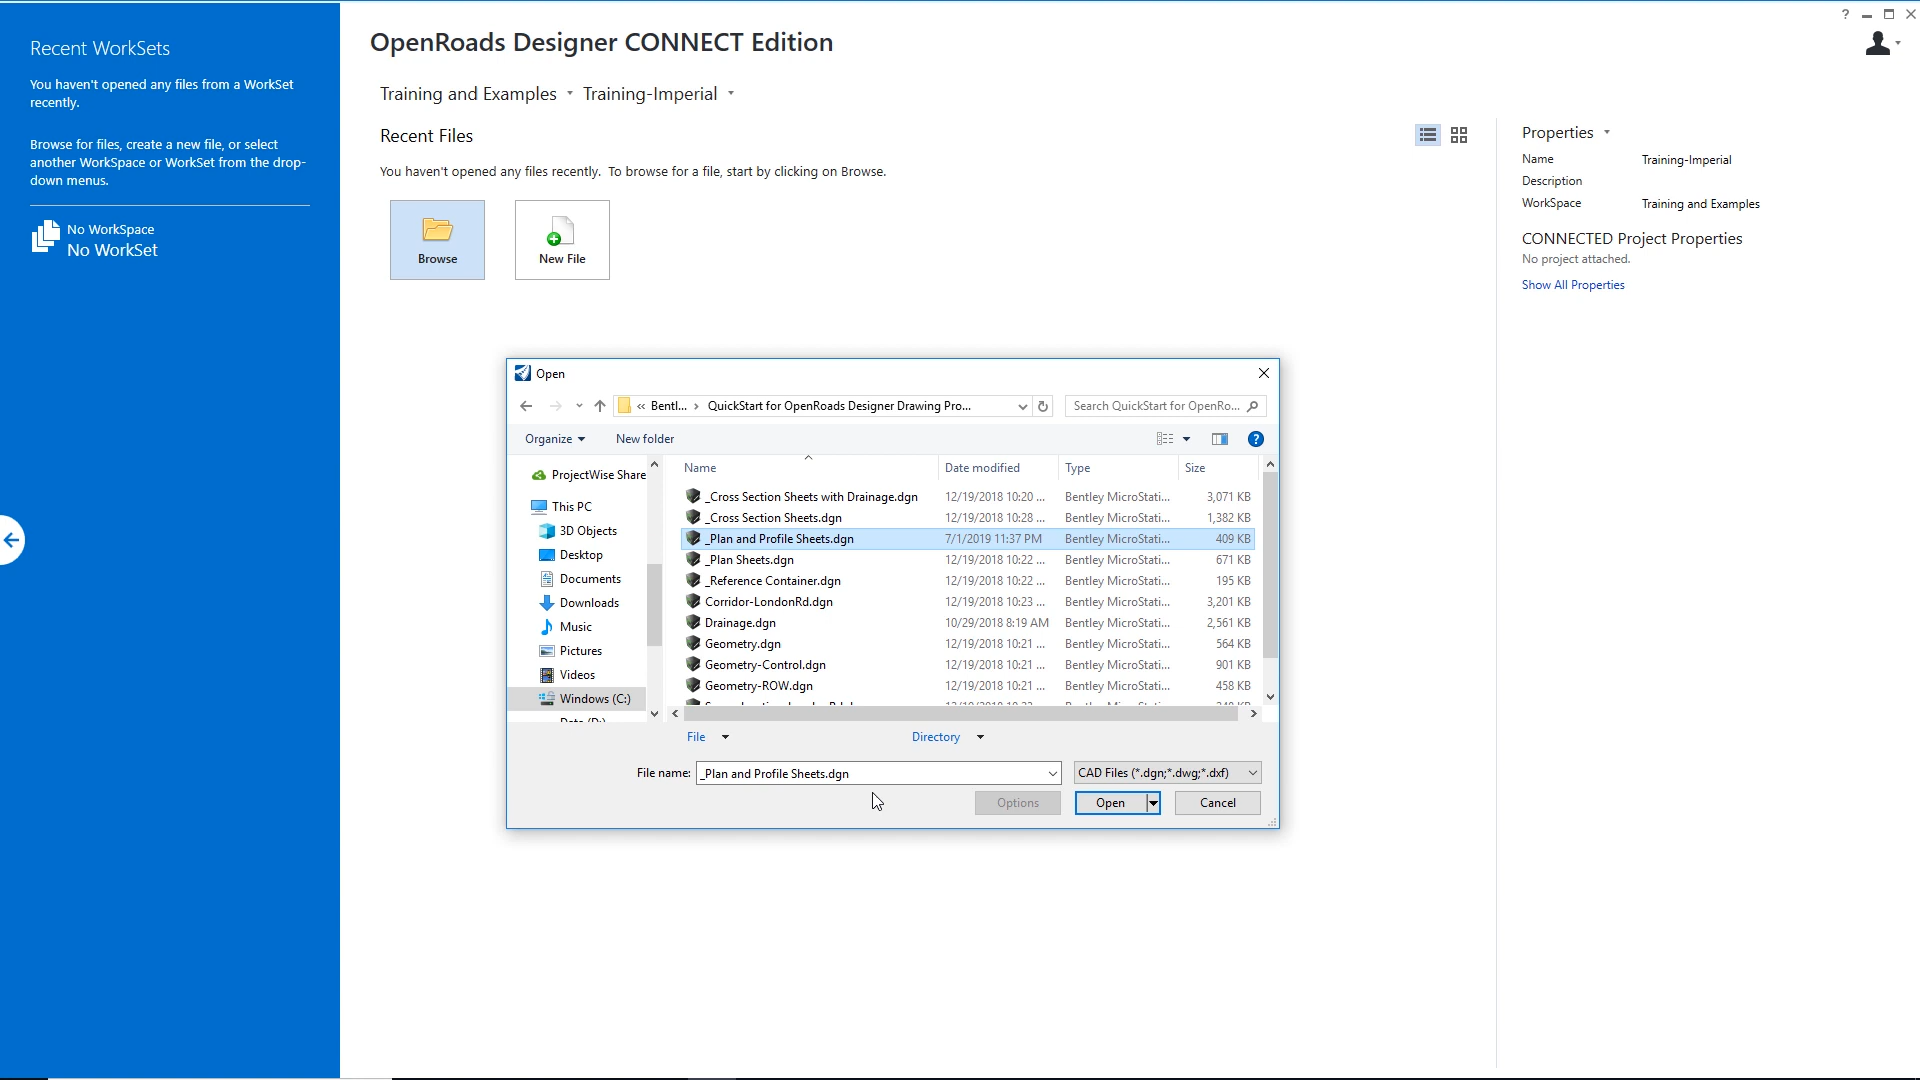 ?
Recent WorkSets
You haven't opened any files from a WorkSet
recently.
Browse for files, create a new file, or select
another WorkSpace or WorkSet from the drop-
down menus.
No WorkSpace
No WorkSet
OpenRoads Designer CONNECT Edition
Training and Examples Training-Imperial
Recent Files
You haven't opened any files recently. To browse for a file, start by clicking on Browse.
Browse
New File
Properties
Name Training-Imperial
Description
WorkSpace Training and Examples
CONNECTED Project Properties
No project attached.
Show All Properties
Open
« Bentl... › QuickStart for OpenRoads Designer Drawing Pro...
Search QuickStart for OpenRo...
Organize New folder
?
ProjectWise Share
This PC
3D Objects
Desktop
Documents
Downloads
Music
Pictures
Videos
Windows (C:)
Name Date modified Type Size
_Cross Section Sheets with Drainage.dgn 12/19/2018 10:20 ... Bentley MicroStati... 3,071 KB
_Cross Section Sheets.dgn 12/19/2018 10:28 ... Bentley MicroStati... 1,382 KB
_Plan and Profile Sheets.dgn 7/1/2019 11:37 PM Bentley MicroStati... 409 KB
_Plan Sheets.dgn 12/19/2018 10:22 ... Bentley MicroStati... 671 KB
_Reference Container.dgn 12/19/2018 10:22 ... Bentley MicroStati... 195 KB
Corridor-LondonRd.dgn 12/19/2018 10:23 ... Bentley MicroStati... 3,201 KB
Drainage.dgn 10/29/2018 8:19 AM Bentley MicroStati... 2,561 KB
Geometry.dgn 12/19/2018 10:21 ... Bentley MicroStati... 564 KB
Geometry-Control.dgn 12/19/2018 10:21 ... Bentley MicroStati... 901 KB
Geometry-ROW.dgn 12/19/2018 10:21 ... Bentley MicroStati... 458 KB
File Directory
File name: _Plan and Profile Sheets.dgn CAD Files (*.dgn;*.dwg;*.dxf)
Options Open Cancel